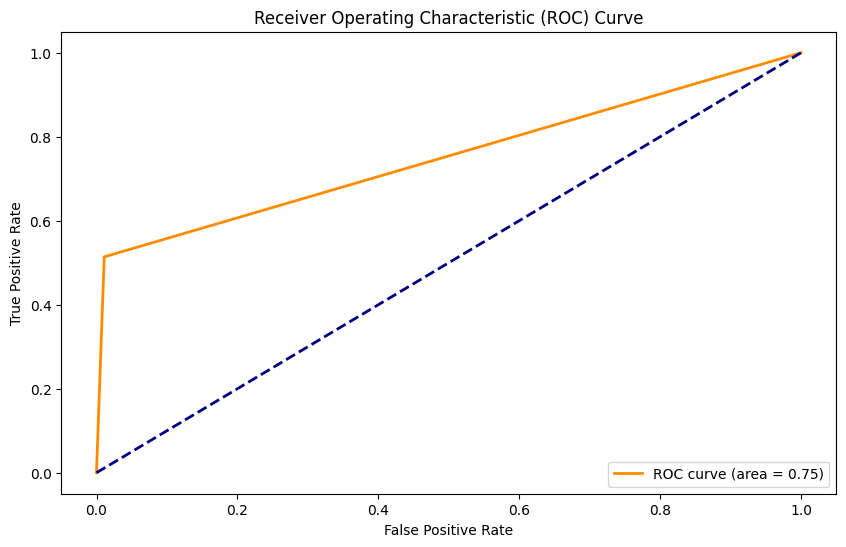 Receiver Operating Characteristic (ROC) Curve
1.0
0.8
0.6
0.4
0.2
0.0
True Positive Rate
ROC curve (area = 0.75)
0.0 0.2 0.4 0.6 0.8 1.0
False Positive Rate